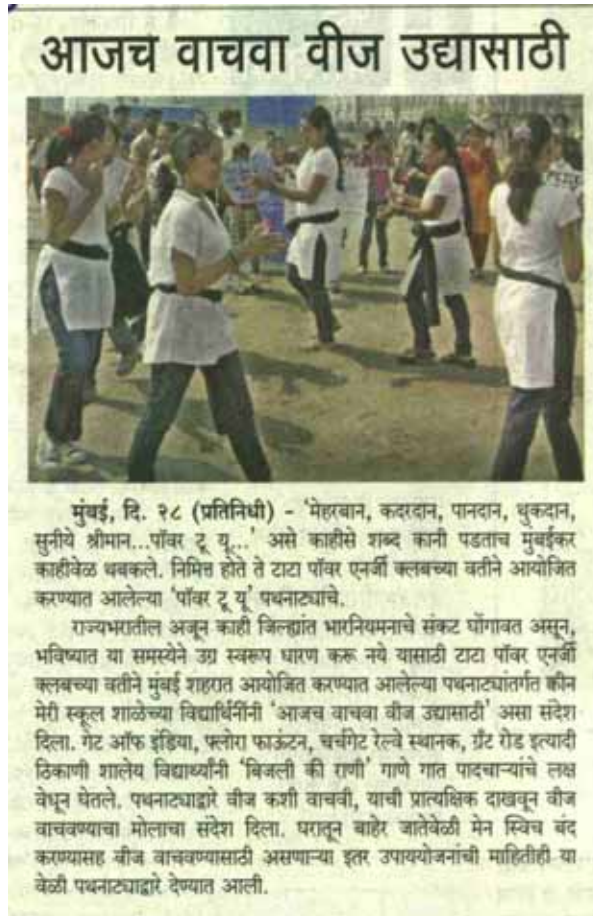 आजच वाचवा वीज उद्यासाठी
मुंबई, दि. २८ (प्रतिनिधी) - 'मेहरबान, कदरदान, पानदान, थुकदान,
सुनीये श्रीमान...पॉवर टू यू...' असे काहीसे शब्द कानी पडताच मुंबईकर
काहीवेळ थबकले. निमित्त होते ते टाटा पॉवर एनर्जी क्लबच्या वतीने आयोजित
करण्यात आलेल्या 'पॉवर टू यू' पथनाट्याचे.
राज्यभरातील अजून काही जिल्ह्यांत भारनियमनाचे संकट घोंगावत असून,
भविष्यात या समस्येने उग्र स्वरूप धारण करू नये यासाठी टाटा पॉवर एनर्जी
क्लबच्या वतीने मुंबई शहरात आयोजित करण्यात आलेल्या पथनाट्यांतर्गत क्वीन
मेरी स्कूल शाळेच्या विद्यार्थिनींनी 'आजच वाचवा वीज उद्यासाठी' असा संदेश
दिला. गेट ऑफ इंडिया, फ्लोरा फाऊंटन, चर्चगेट रेल्वे स्थानक, ग्रँट रोड इत्यादी
ठिकाणी शालेय विद्यार्थ्यांनी 'बिजली की राणी' गाणे गात पादचाऱ्यांचे लक्ष
वेधून घेतले. पथनाट्याद्वारे वीज कशी वाचवी, याची प्रात्यक्षिक दाखवून वीज
वाचवण्याचा मोलाचा संदेश दिला. घरातून बाहेर जातेवेळी मेन स्विच बंद
करण्यासह वीज वाचवण्यासाठी असणाऱ्या इतर उपाययोजनांची माहितीही या
वेळी पथनाट्याद्वारे देण्यात आली.